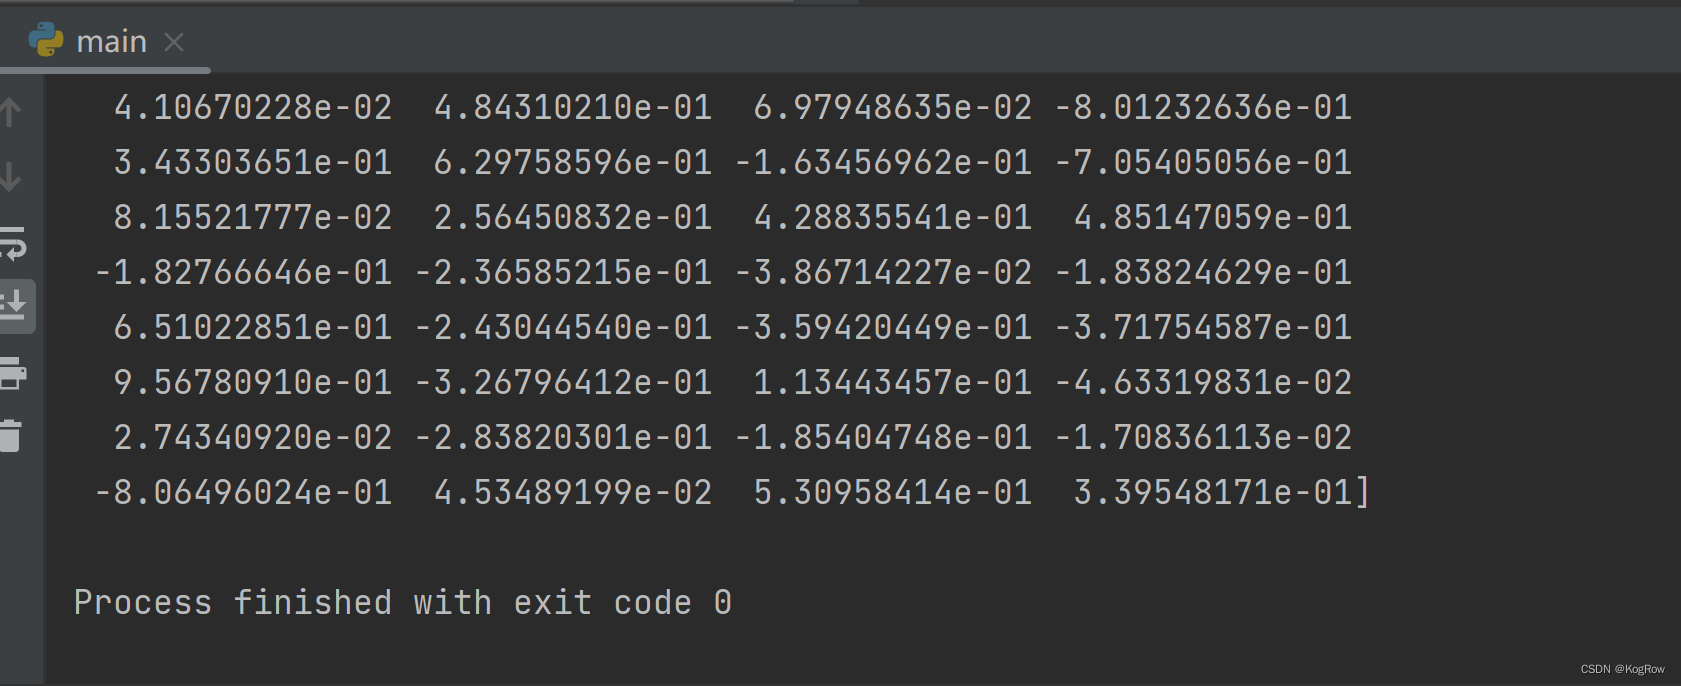 main
4.10670228e-02 4.84310210e-01 6.97948635e-02 -8.01232636e-01
3.43303651e-01 6.29758596e-01 -1.63456962e-01 -7.05405056e-01
8.15521777e-02 2.56450832e-01 4.28835541e-01 4.85147059e-01
-1.82766646e-01 -2.36585215e-01 -3.86714227e-02 -1.83824629e-01
6.51022851e-01 -2.43044540e-01 -3.59420449e-01 -3.71754587e-01
9.56780910e-01 -3.26796412e-01 1.13443457e-01 -4.63319831e-02
2.74340920e-02 -2.83820301e-01 -1.85404748e-01 -1.70836113e-02
-8.06496024e-01 4.53489199e-02 5.30958414e-01 3.39548171e-01]
Process finished with exit code 0
CSDN @KogRow